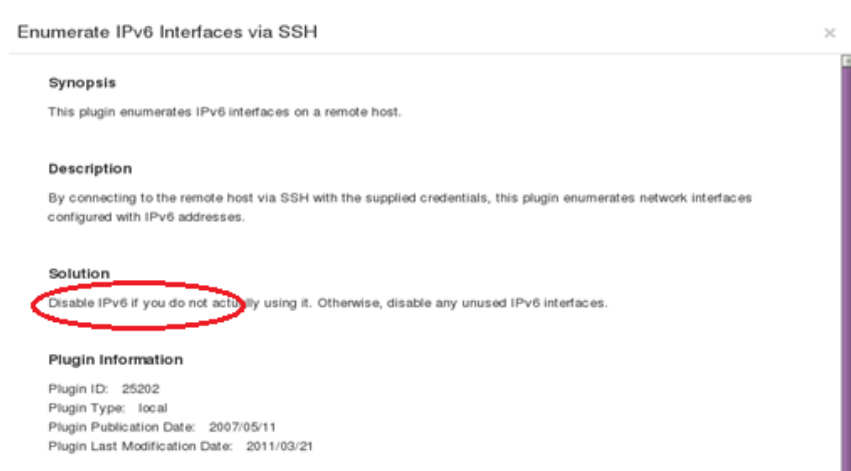 Enumerate IPv6 Interfaces via SSH
Synopsis
This plugin enumerates IPv6 interfaces on a remote host.
Description
By connecting to the remote host via SSH with the supplied credentials, this plugin enumerates network interfaces
configured with IPv6 addresses.
Solution
Disable IPv6 if you do not actually using it. Otherwise, disable any unused IPv6 interfaces.
Plugin Information
Plugin ID: 25202
Plugin Type: local
Plugin Publication Date: 2007/05/11
Plugin Last Modification Date: 2011/03/21